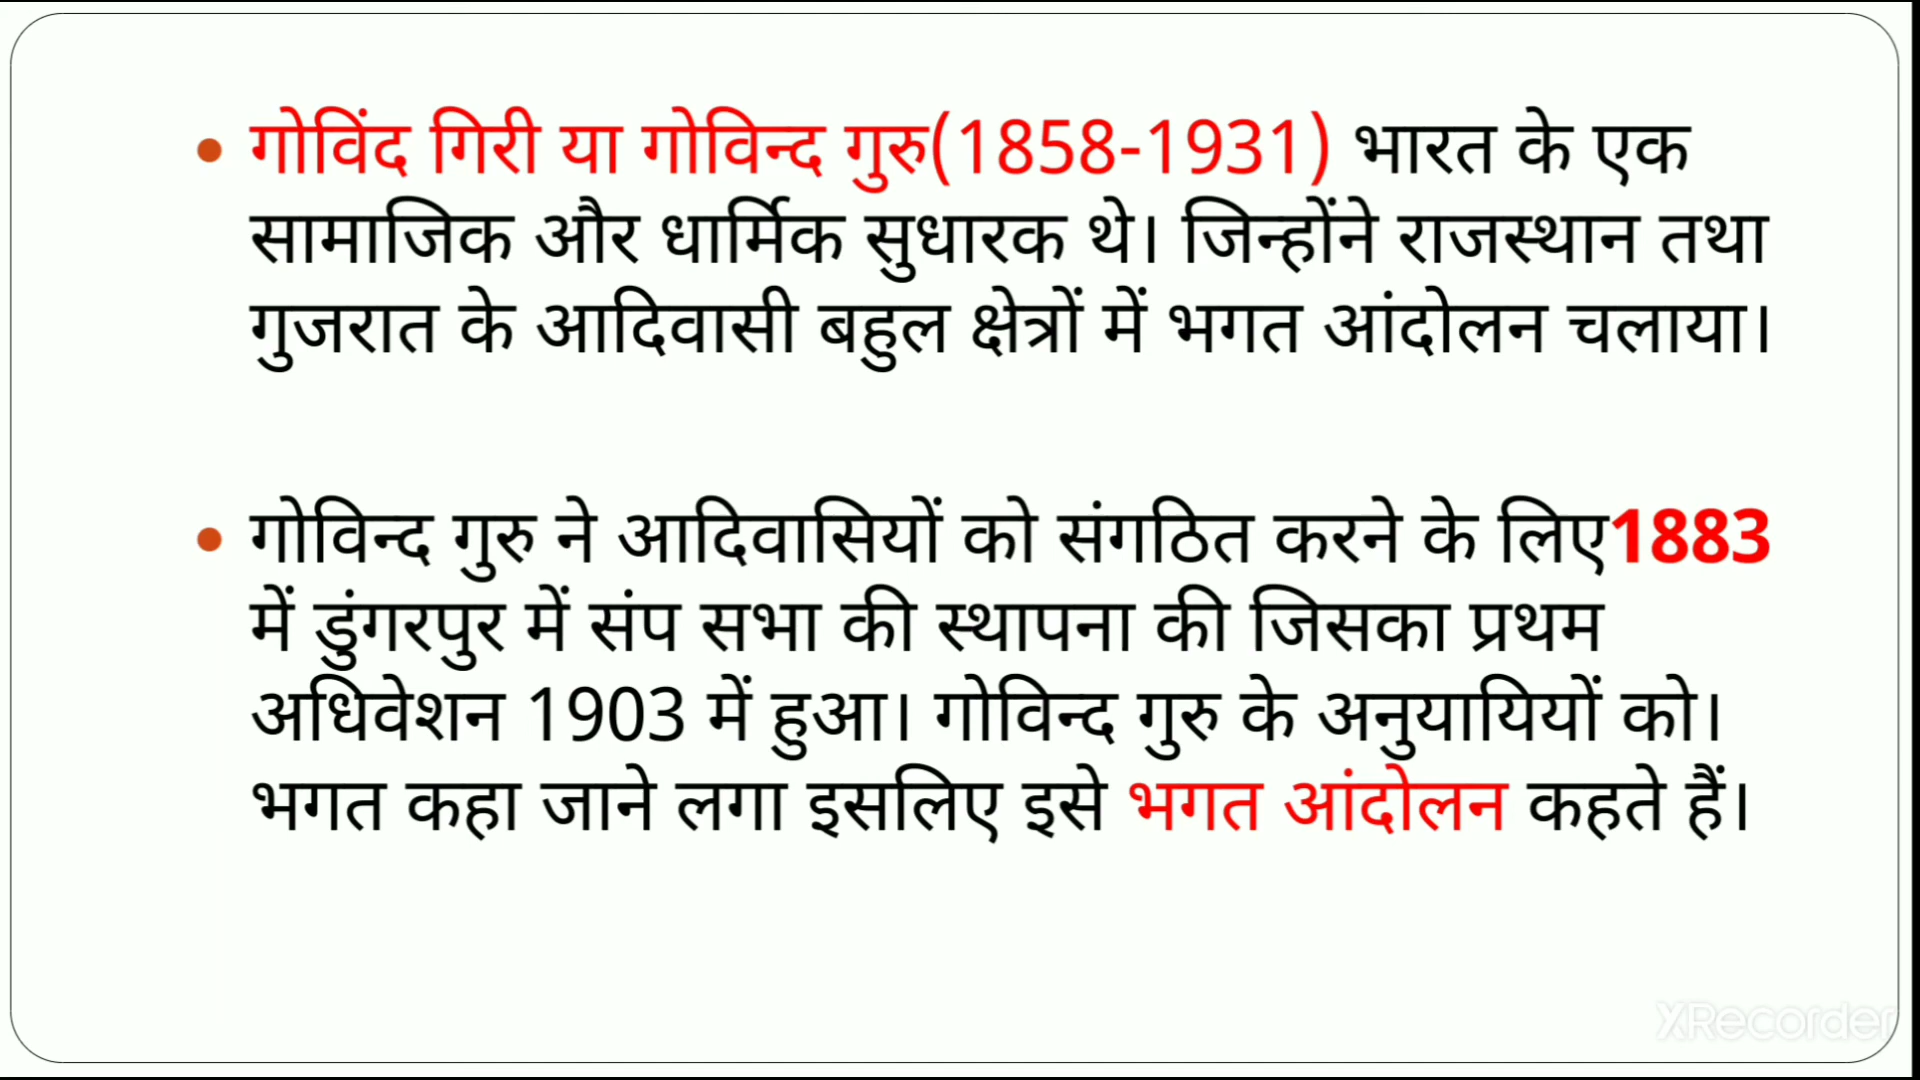 • गोविंद गिरी या गोविन्द गुरु(1858-1931) भारत के एक
सामाजिक और धार्मिक सुधारक थे। जिन्होंने राजस्थान तथा
गुजरात के आदिवासी बहुल क्षेत्रों में भगत आंदोलन चलाया।
• गोविन्द गुरु ने आदिवासियों को संगठित करने के लिए1883
में डुंगरपुर में संप सभा की स्थापना की जिसका प्रथम
अधिवेशन 1903 में हुआ। गोविन्द गुरु के अनुयायियों को।
भगत कहा जाने लगा इसलिए इसे भगत आंदोलन कहते हैं।
XRecorder